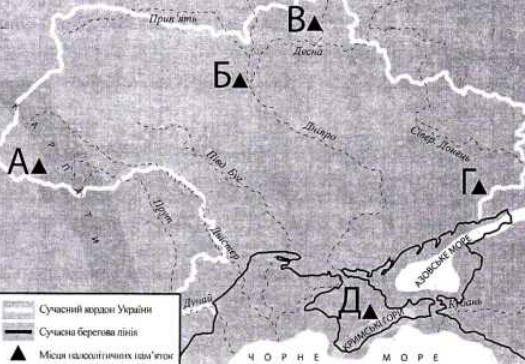 В
Прип'ять
Десна
Б
Дніпро
Сівер. Донець
А
КАРПАТИ
Півд. Буг
Г
Прут
Дністер
АЗОВСЬКЕ МОРЕ
Дунай
Д
Кубань
КРИМСЬКІ ГОРИ
Сучасний кордон України
Сучасна берегова лінія
Місця палеолітичних пам'яток
ЧОРНЕ МОРЕ